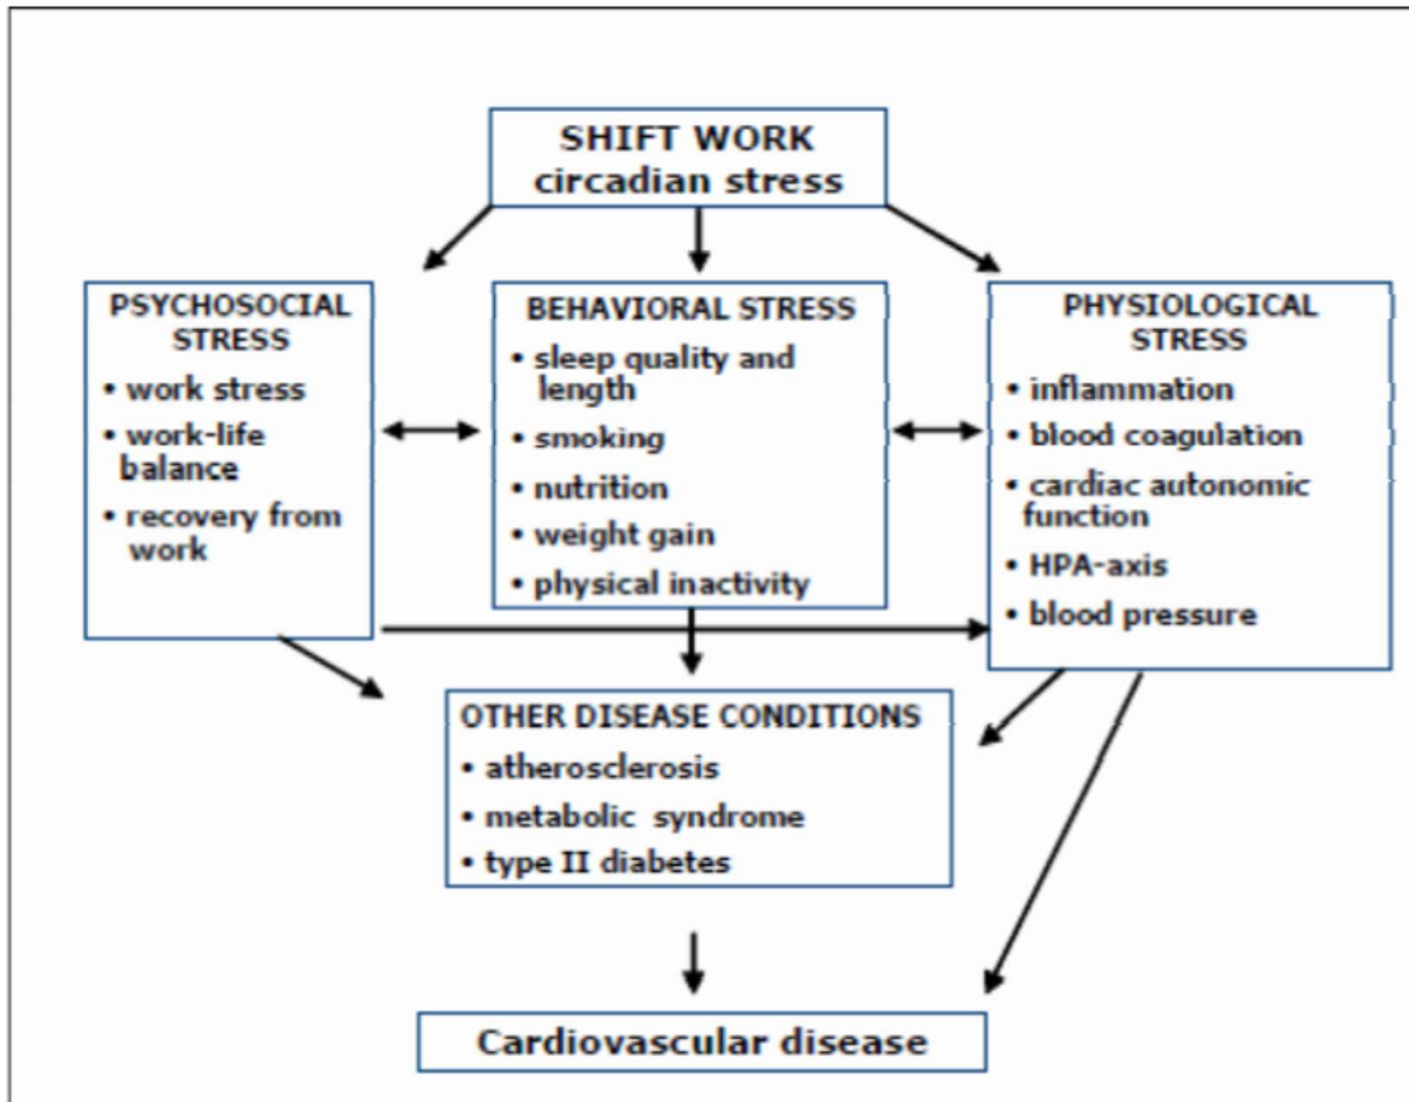 SHIFT WORK
circadian stress
PSYCHOSOCIAL
STRESS
• work stress
• work-life
balance
• recovery from
work
BEHAVIORAL STRESS
• sleep quality and
length
• smoking
• nutrition
• weight gain
• physical inactivity
PHYSIOLOGICAL
STRESS
• inflammation
• blood coagulation
• cardiac autonomic
function
• HPA-axis
• blood pressure
OTHER DISEASE CONDITIONS
• atherosclerosis
• metabolic syndrome
• type II diabetes
Cardiovascular disease